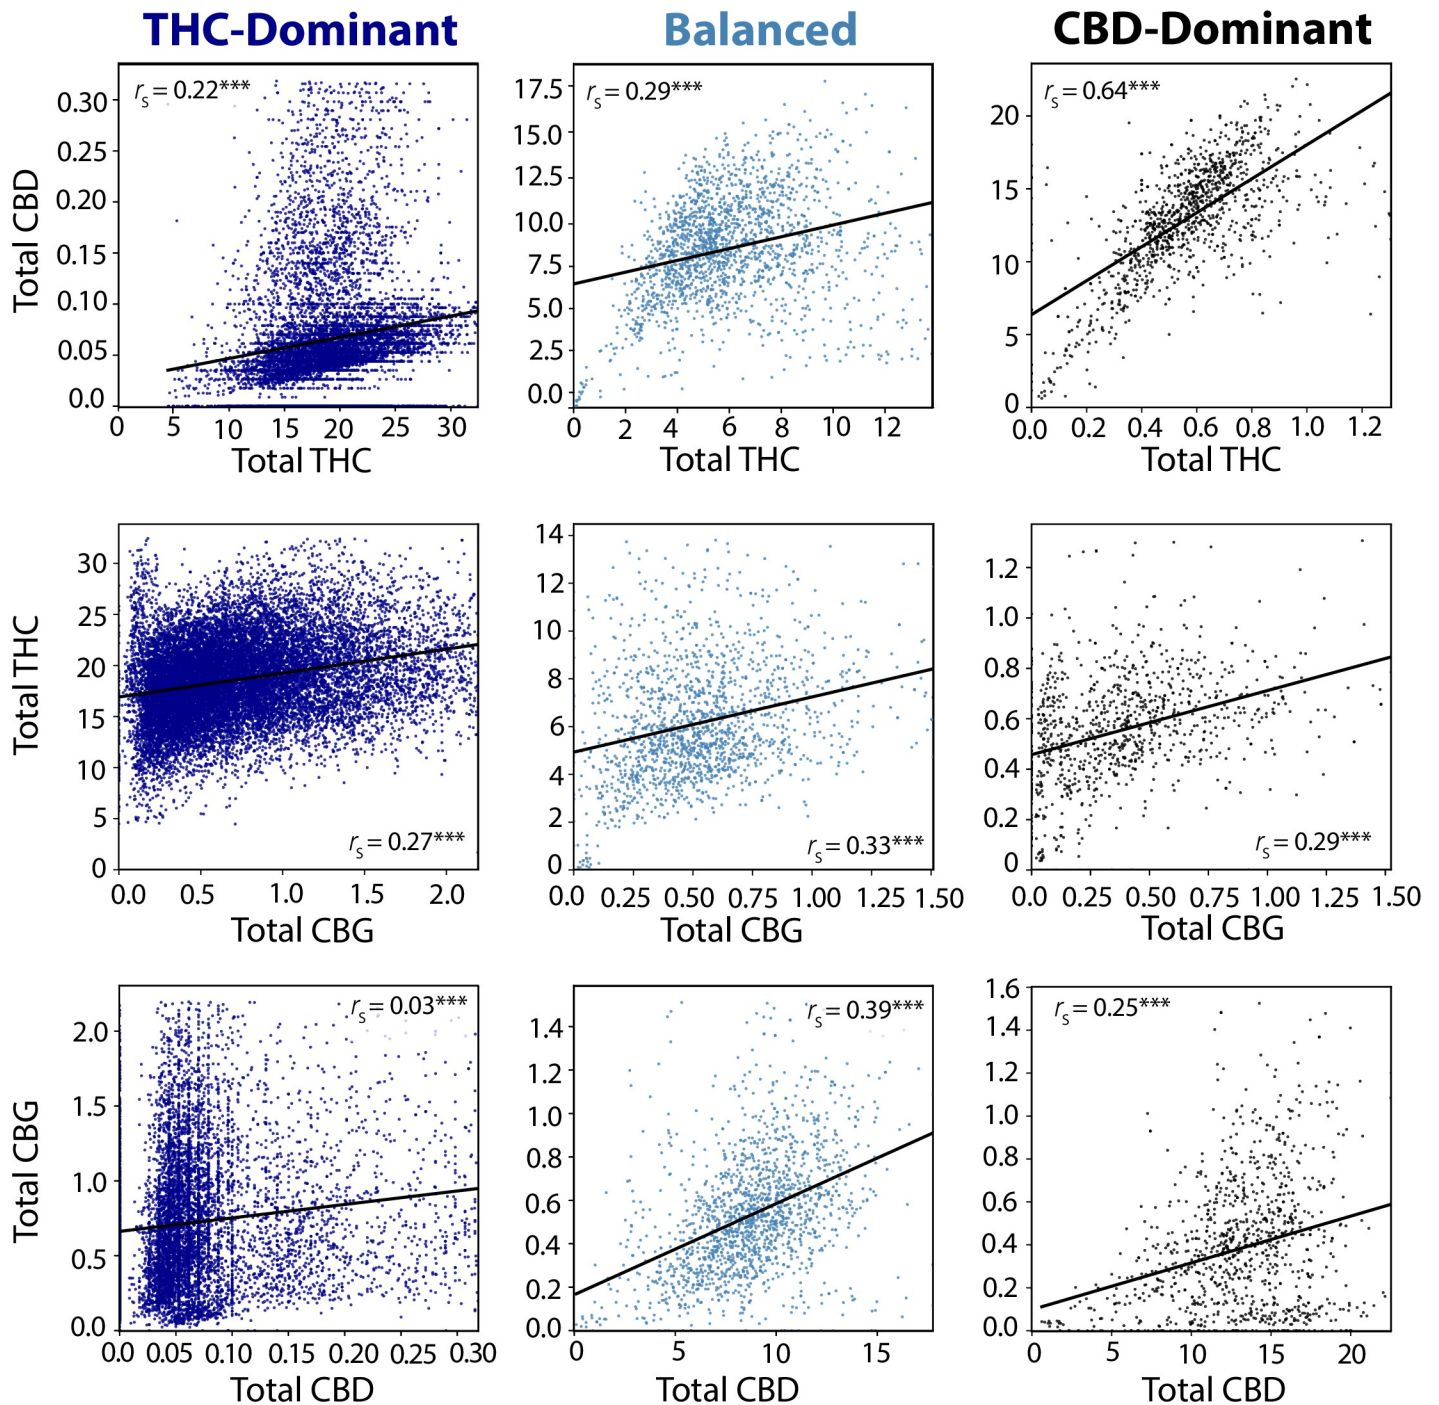 THC-Dominant Balanced CBD-Dominant
rs = 0.22*** rs = 0.29*** rs = 0.64***
Total CBD
0.30 0.25 0.20 0.15 0.10 0.05 0.0
17.5 15.0 12.5 10.0 7.5 5.0 2.5 0.0
20 15 10 5 0
0 5 10 15 20 25 30
0 2 4 6 8 10 12
0.0 0.2 0.4 0.6 0.8 1.0 1.2
Total THC Total THC Total THC
Total THC
30 25 20 15 10 5 0
14 12 10 8 6 4 2 0
1.2 1.0 0.8 0.6 0.4 0.2 0
rs = 0.27*** rs = 0.33*** rs = 0.29***
0.0 0.5 1.0 1.5 2.0
0.0 0.25 0.50 0.75 1.00 1.25 1.50
0.0 0.25 0.50 0.75 1.00 1.25 1.50
Total CBG Total CBG Total CBG
rs = 0.03*** rs = 0.39*** rs = 0.25***
Total CBG
2.0 1.5 1.0 0.5 0.0
1.4 1.2 1.0 0.8 0.6 0.4 0.2 0.0
1.6 1.4 1.2 1.0 0.8 0.6 0.4 0.2 0.0
0.0 0.05 0.10 0.15 0.20 0.25 0.30
0 5 10 15
0 5 10 15 20
Total CBD Total CBD Total CBD